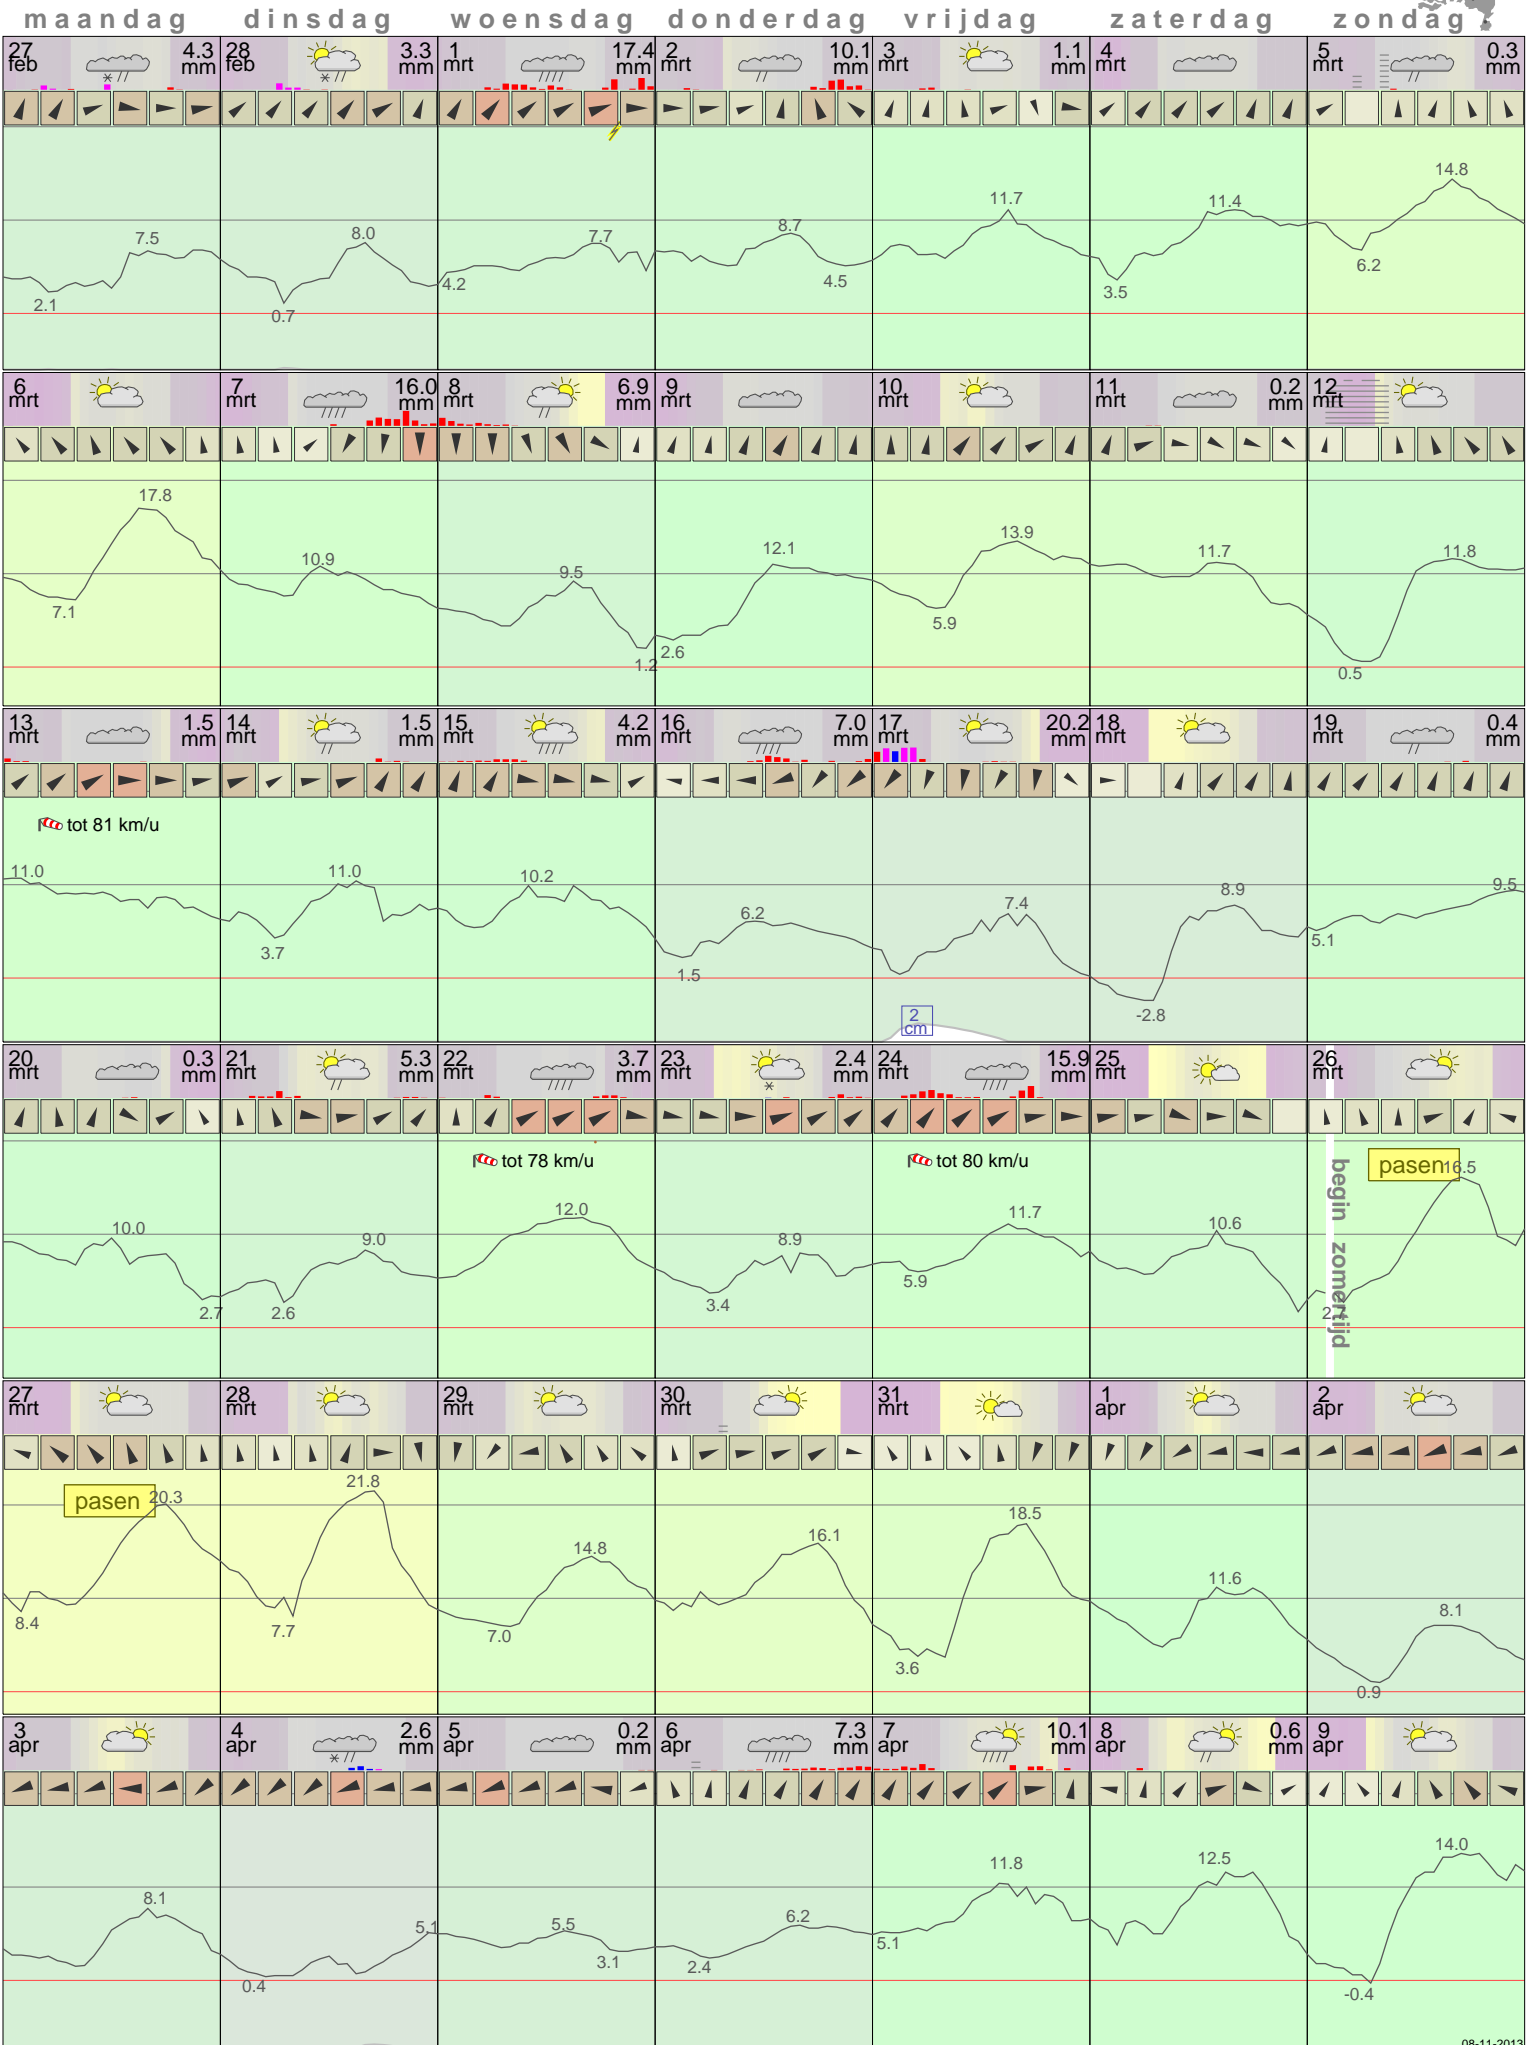 maandag dinsdag woensdag donderdag vrijdag zaterdag zondag
27 feb 4.3 mm 28 feb 3.3 mm 1 mrt 17.4 mm 2 mrt 10.1 mm 3 mrt 1.1 mm 4 mrt 5 mrt 0.3 mm
2.1 7.5 0.7 8.0 4.2 7.7 8.7 4.5 11.7 3.5 11.4 6.2 14.8
6 mrt 7 mrt 16.0 mm 8 mrt 6.9 mm 9 mrt 10 mrt 11 mrt 0.2 mm 12 mrt
7.1 17.8 10.9 9.5 1.2 2.6 12.1 5.9 13.9 11.7 0.5 11.8
13 mrt 1.5 mm 14 mrt 1.5 mm 15 mrt 4.2 mm 16 mrt 7.0 mm 17 mrt 20.2 mm 18 mrt 19 mrt 0.4 mm
tot 81 km/u
11.0 3.7 11.0 10.2 1.5 6.2 7.4 -2.8 8.9 5.1 9.5
2 cm
20 mrt 0.3 mm 21 mrt 5.3 mm 22 mrt 3.7 mm 23 mrt 2.4 mm 24 mrt 15.9 mm 25 mrt 26 mrt
tot 78 km/u tot 80 km/u begin zomertijd pasen
10.0 2.7 2.6 9.0 12.0 3.4 8.9 5.9 11.7 10.6 16.5
27 mrt 28 mrt 29 mrt 30 mrt 31 mrt 1 apr 2 apr
pasen
8.4 20.3 7.7 21.8 7.0 14.8 16.1 3.6 18.5 11.6 0.9 8.1
3 apr 4 apr 2.6 mm 5 apr 0.2 mm 6 apr 7.3 mm 7 apr 10.1 mm 8 apr 0.6 mm 9 apr
8.1 0.4 5.1 5.5 3.1 2.4 6.2 5.1 11.8 12.5 -0.4 14.0
08-11-2013